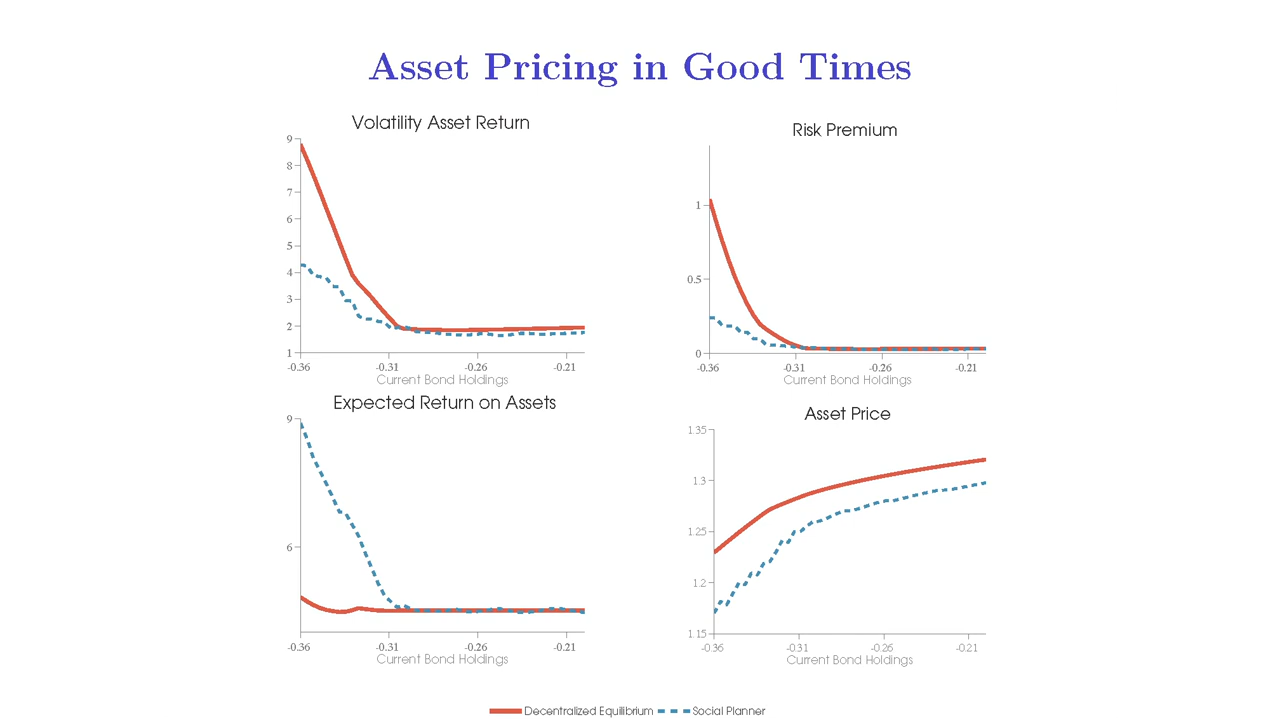 Asset Pricing in Good Times
Volatility Asset Return
9
8
7
6
5
4
3
2
1
-0.36 -0.31 -0.26 -0.21
Current Bond Holdings
Risk Premium
1
0.5
0
-0.36 -0.31 -0.26 -0.21
Current Bond Holdings
Expected Return on Assets
9
6
-0.36 -0.31 -0.26 -0.21
Current Bond Holdings
Asset Price
1.35
1.3
1.25
1.2
1.15
-0.36 -0.31 -0.26 -0.21
Current Bond Holdings
Decentralized Equilibrium Social Planner